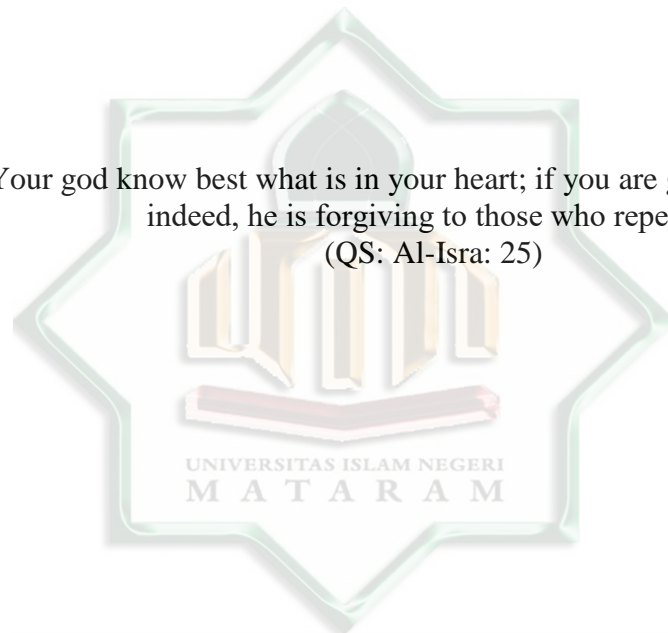 Your god know best what is in your heart; if you are
indeed, he is forgiving to those who
(QS: Al-Isra: 25)
UNIVERSITAS ISLAM NEGERI
MATARAM